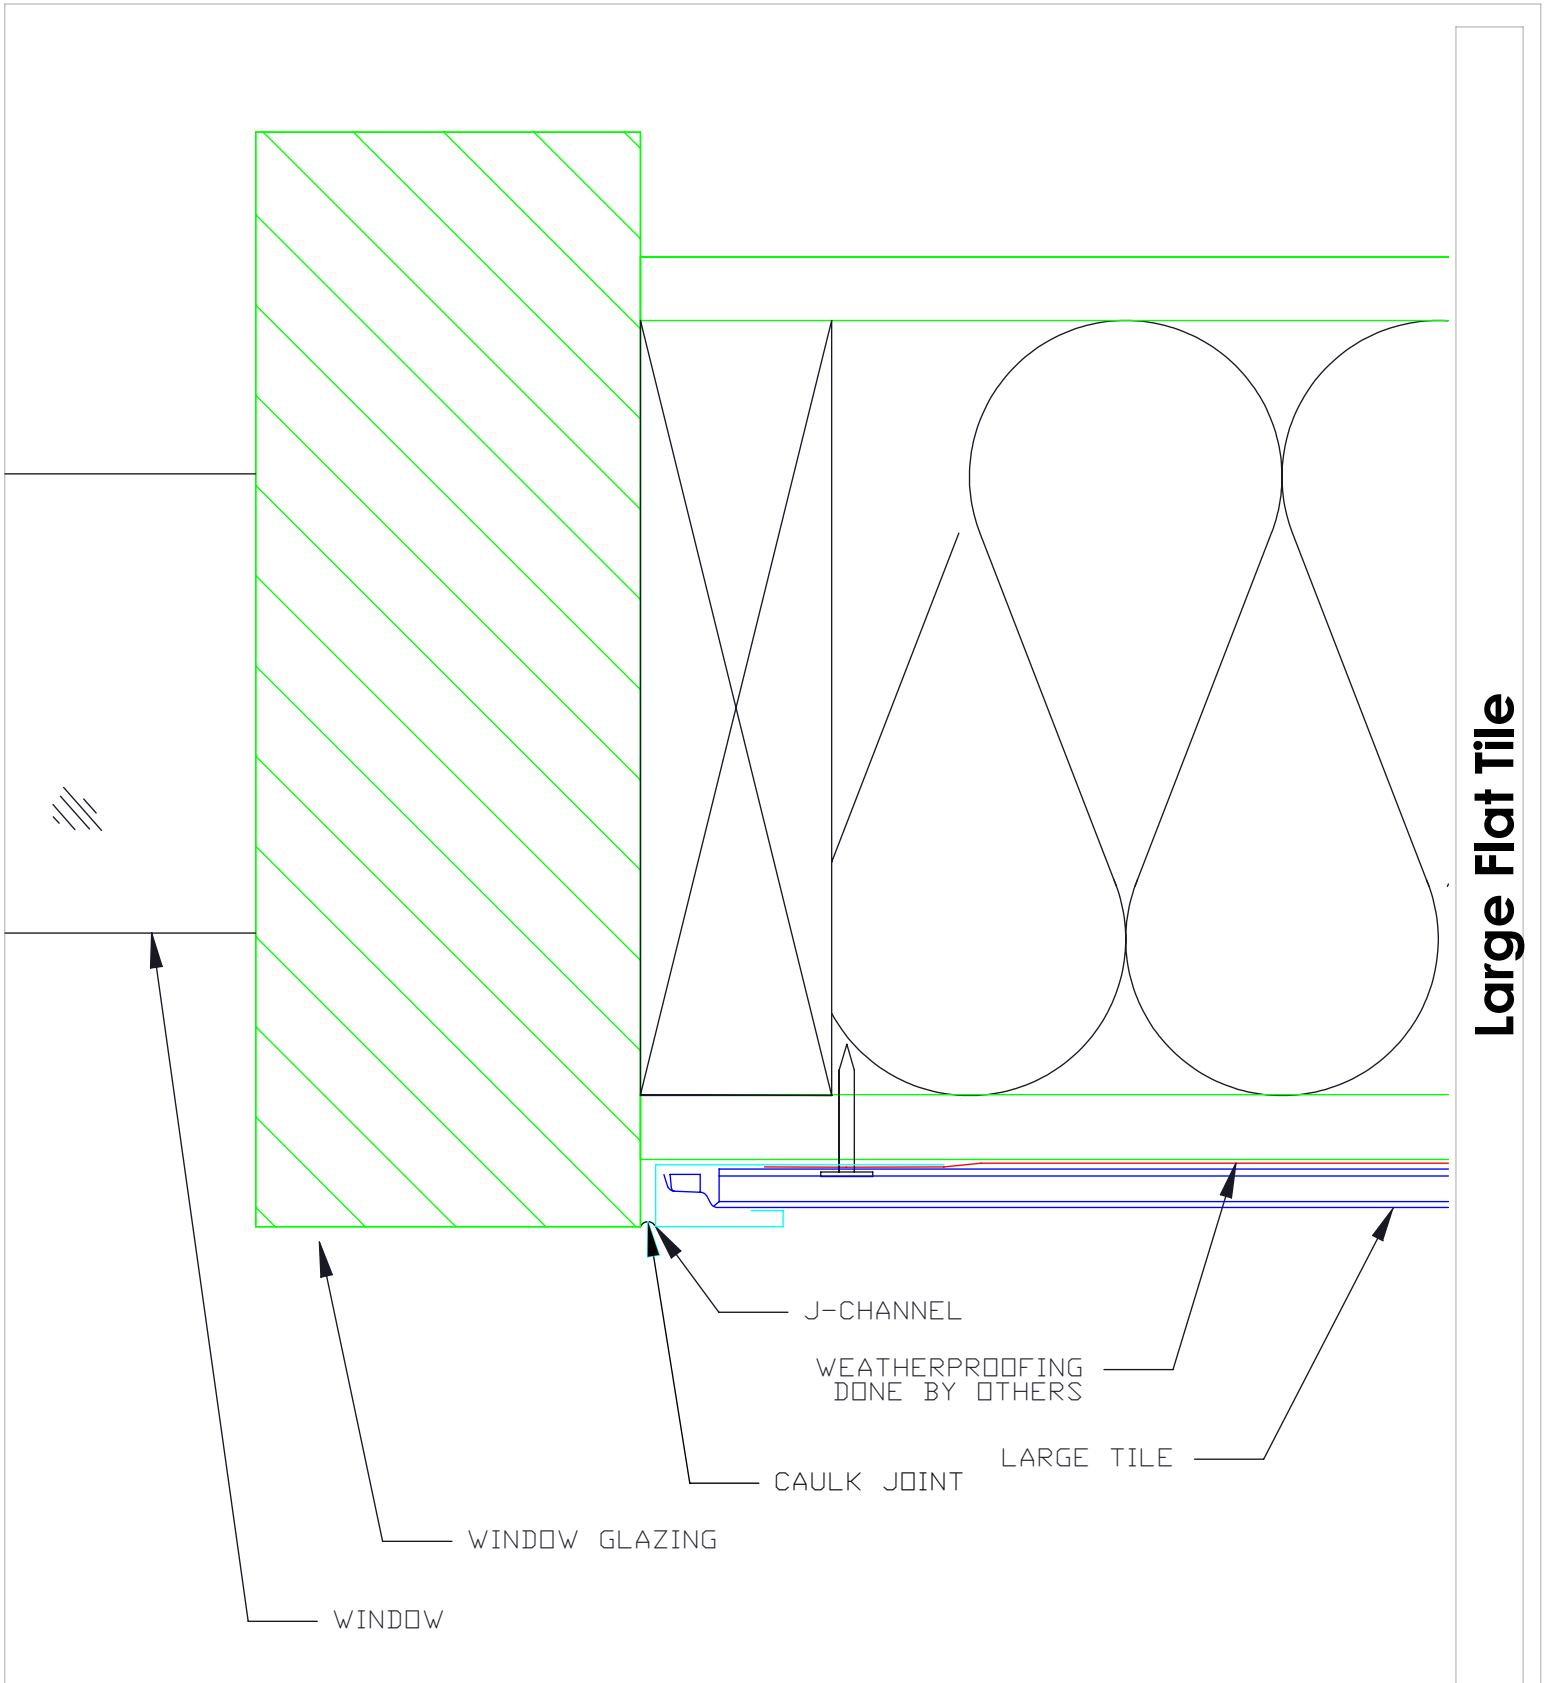 Large Flat Tile
J-CHANNEL
WEATHERPROOFING
DONE BY OTHERS
LARGE TILE
CAULK JOINT
WINDOW GLAZING
WINDOW